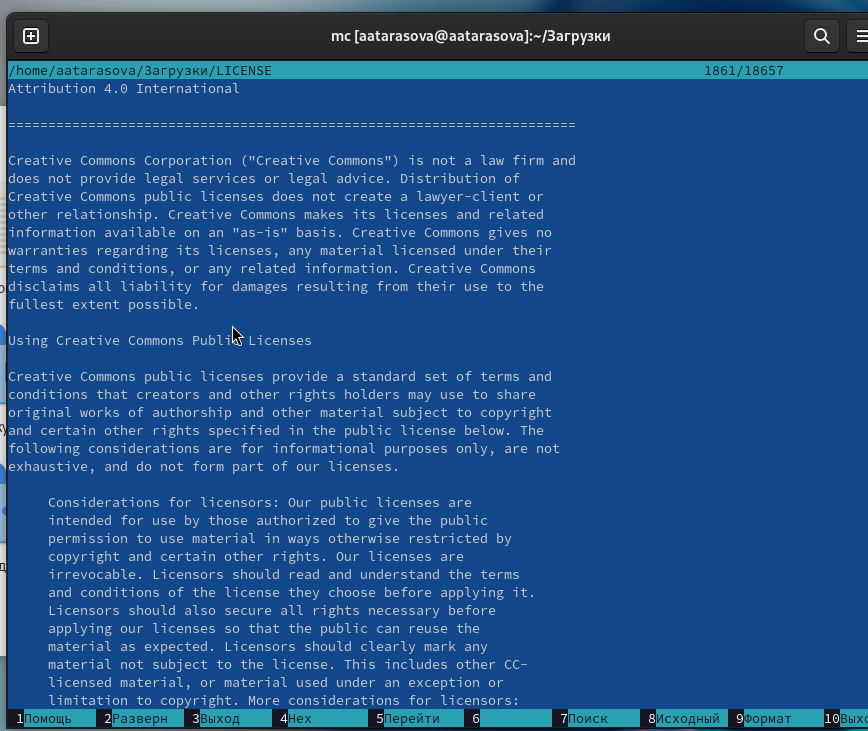 mc [aatarasova@aatarasova]:~/Загрузки
/home/aatarasova/Загрузки/LICENSE 1861/18657
Attribution 4.0 International
=======================================================================
Creative Commons Corporation ("Creative Commons") is not a law firm and
does not provide legal services or legal advice. Distribution of
Creative Commons public licenses does not create a lawyer-client or
other relationship. Creative Commons makes its licenses and related
information available on an "as-is" basis. Creative Commons gives no
warranties regarding its licenses, any material licensed under their
terms and conditions, or any related information. Creative Commons
disclaims all liability for damages resulting from their use to the
fullest extent possible.
Using Creative Commons Public Licenses
Creative Commons public licenses provide a standard set of terms and
conditions that creators and other rights holders may use to share
original works of authorship and other material subject to copyright
and certain other rights specified in the public license below. The
following considerations are for informational purposes only, are not
exhaustive, and do not form part of our licenses.
Considerations for licensors: Our public licenses are
intended for use by those authorized to give the public
permission to use material in ways otherwise restricted by
copyright and certain other rights. Our licenses are
irrevocable. Licensors should read and understand the terms
and conditions of the license they choose before applying it.
Licensors should also secure all rights necessary before
applying our licenses so that the public can reuse the
material as expected. Licensors should clearly mark any
material not subject to the license. This includes other CC-
licensed material, or material used under an exception or
limitation to copyright. More considerations for licensors:
1Помощь 2Разверн 3Выход 4Hex 5Перейти 6 7Поиск 8Исходный 9Формат 10Вых